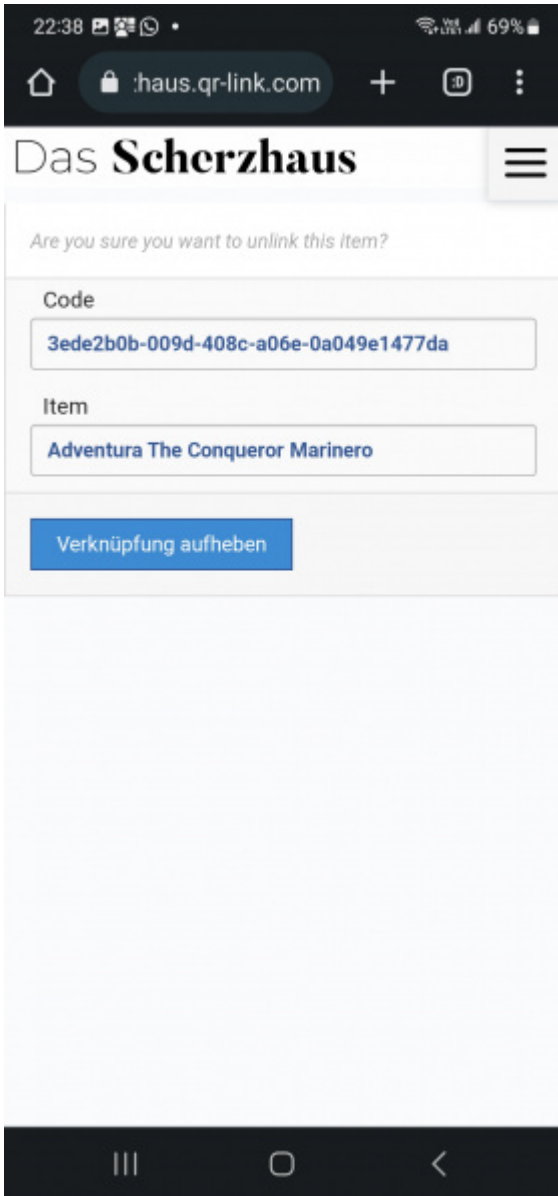 22:38 69%
:haus.qr-link.com :D
Das Scherzhaus
Are you sure you want to unlink this item?
Code
3ede2b0b-009d-408c-a06e-0a049e1477da
Item
Adventura The Conqueror Marinero
Verknüpfung aufheben